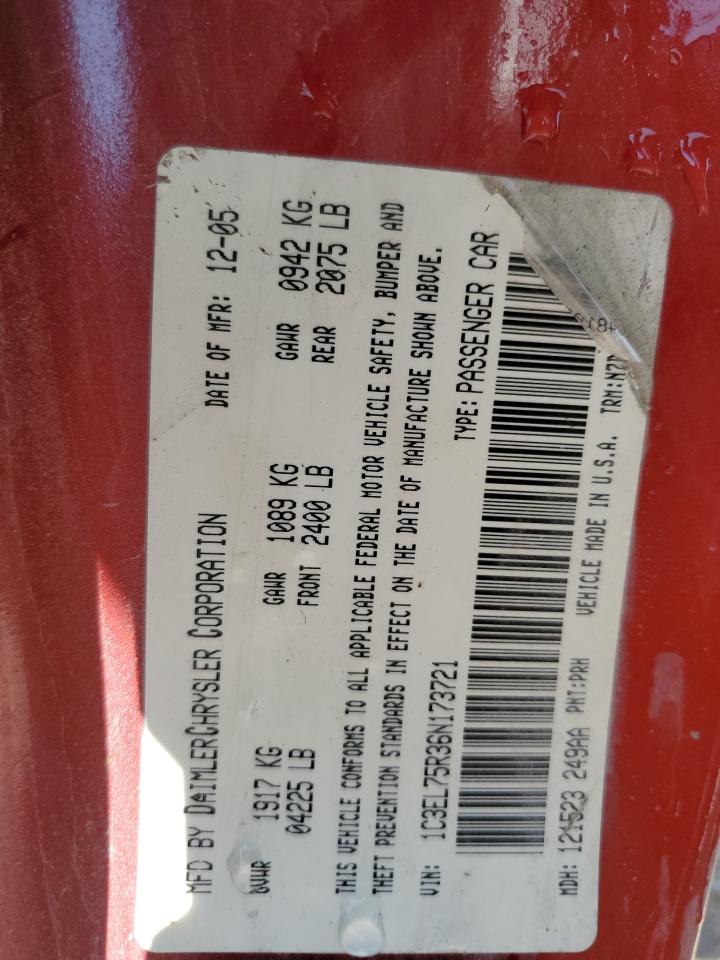 MFD BY DAIMLERCHRYSLER CORPORATION DATE OF MFR: 12-05
GVWR 1917 KG GAWR 1089 KG GAWR 0942 KG
04225 LB FRONT 2400 LB REAR 2075 LB
THIS VEHICLE CONFORMS TO ALL APPLICABLE FEDERAL MOTOR VEHICLE SAFETY, BUMPER AND
THEFT PREVENTION STANDARDS IN EFFECT ON THE DATE OF MANUFACTURE SHOWN ABOVE.
VIN: 1C3EL75R36N173721 TYPE: PASSENGER CAR
MDH: 121523 249AA PNT:PRH VEHICLE MADE IN U.S.A.